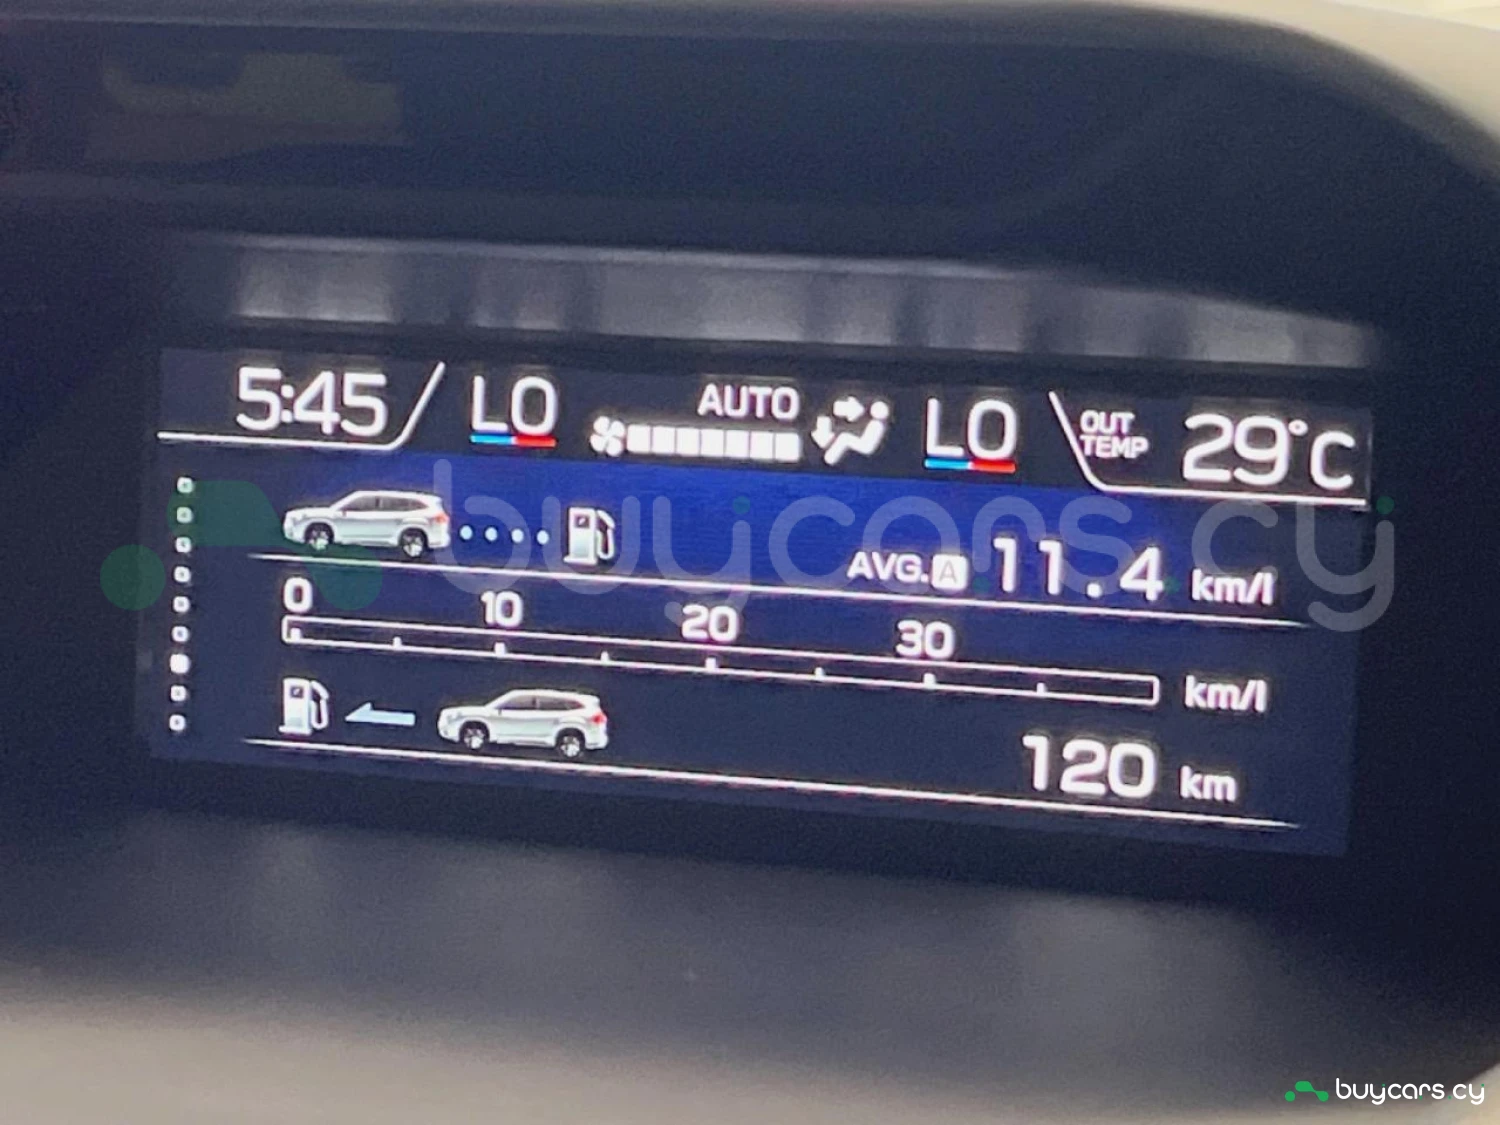 5:45 LO AUTO LO OUT TEMP 29°C
buycars.cy
AVG. A 11.4 km/l
0 10 20 30
km/l
120 km
buycars.cy